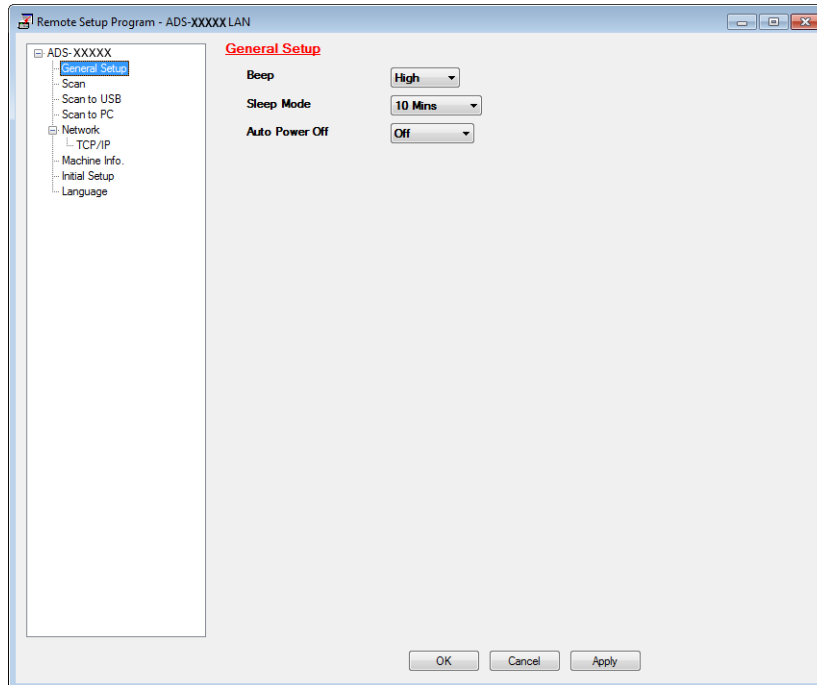 Remote Setup Program - ADS-XXXXX LAN
ADS-XXXXX
General Setup
Scan
Scan to USB
Scan to PC
Network
TCP/IP
Machine Info.
Initial Setup
Language
General Setup
Beep High
Sleep Mode 10 Mins
Auto Power Off Off
OK Cancel Apply